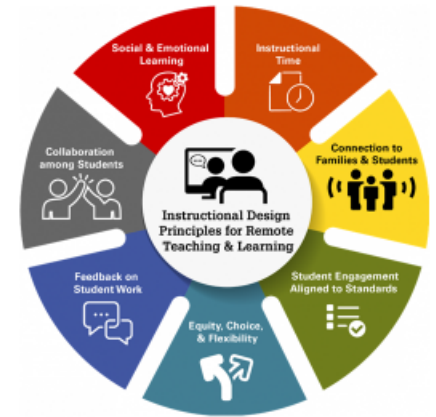 Social & Emotional
Learning
Instructional
Time
Connection to
Families & Students
Student Engagement
Aligned to Standards
Equity, Choice,
& Flexibility
Feedback on
Student Work
Collaboration
among Students
Instructional Design
Principles for Remote
Teaching & Learning